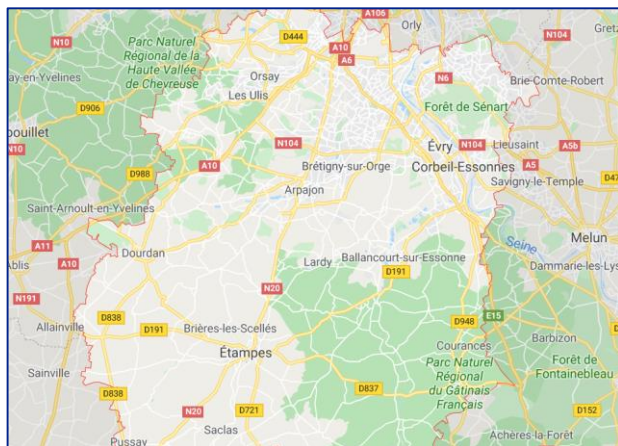 A106
Orly
Gretz
N10
D444
A10
N104
Parc Naturel
Régional de la
Haute Vallée
de Chevreuse
A6
Orsay
N6
Brie-Comte-Robert
ay-en-Yvelines
Les Ulis
Forêt de Sénart
D906
bouillet
N104
Évry
N104
Lieusaint
A5b
N10
A10
Brétigny-sur-Orge
Corbeil-Essonnes
A5
D988
Savigny-le-Temple
D47
Arpajon
Saint-Arnoult-en-Yvelines
Seine
Melun
A11
Dourdan
Lardy
Ballancourt-sur-Essonne
Ablis
A10
D191
Dammarie-les-Lys
N20
N191
D838
E15
Allainville
D191
Brières-les-Scellés
D948
Barbizon
Étampes
Courances
Parc Naturel
Régional
du Gâtinais
Français
Forêt de
Fontainebleau
Sainville
D837
D838
N20
D721
D152
Saclas
Pussay
Achères-la-Forêt